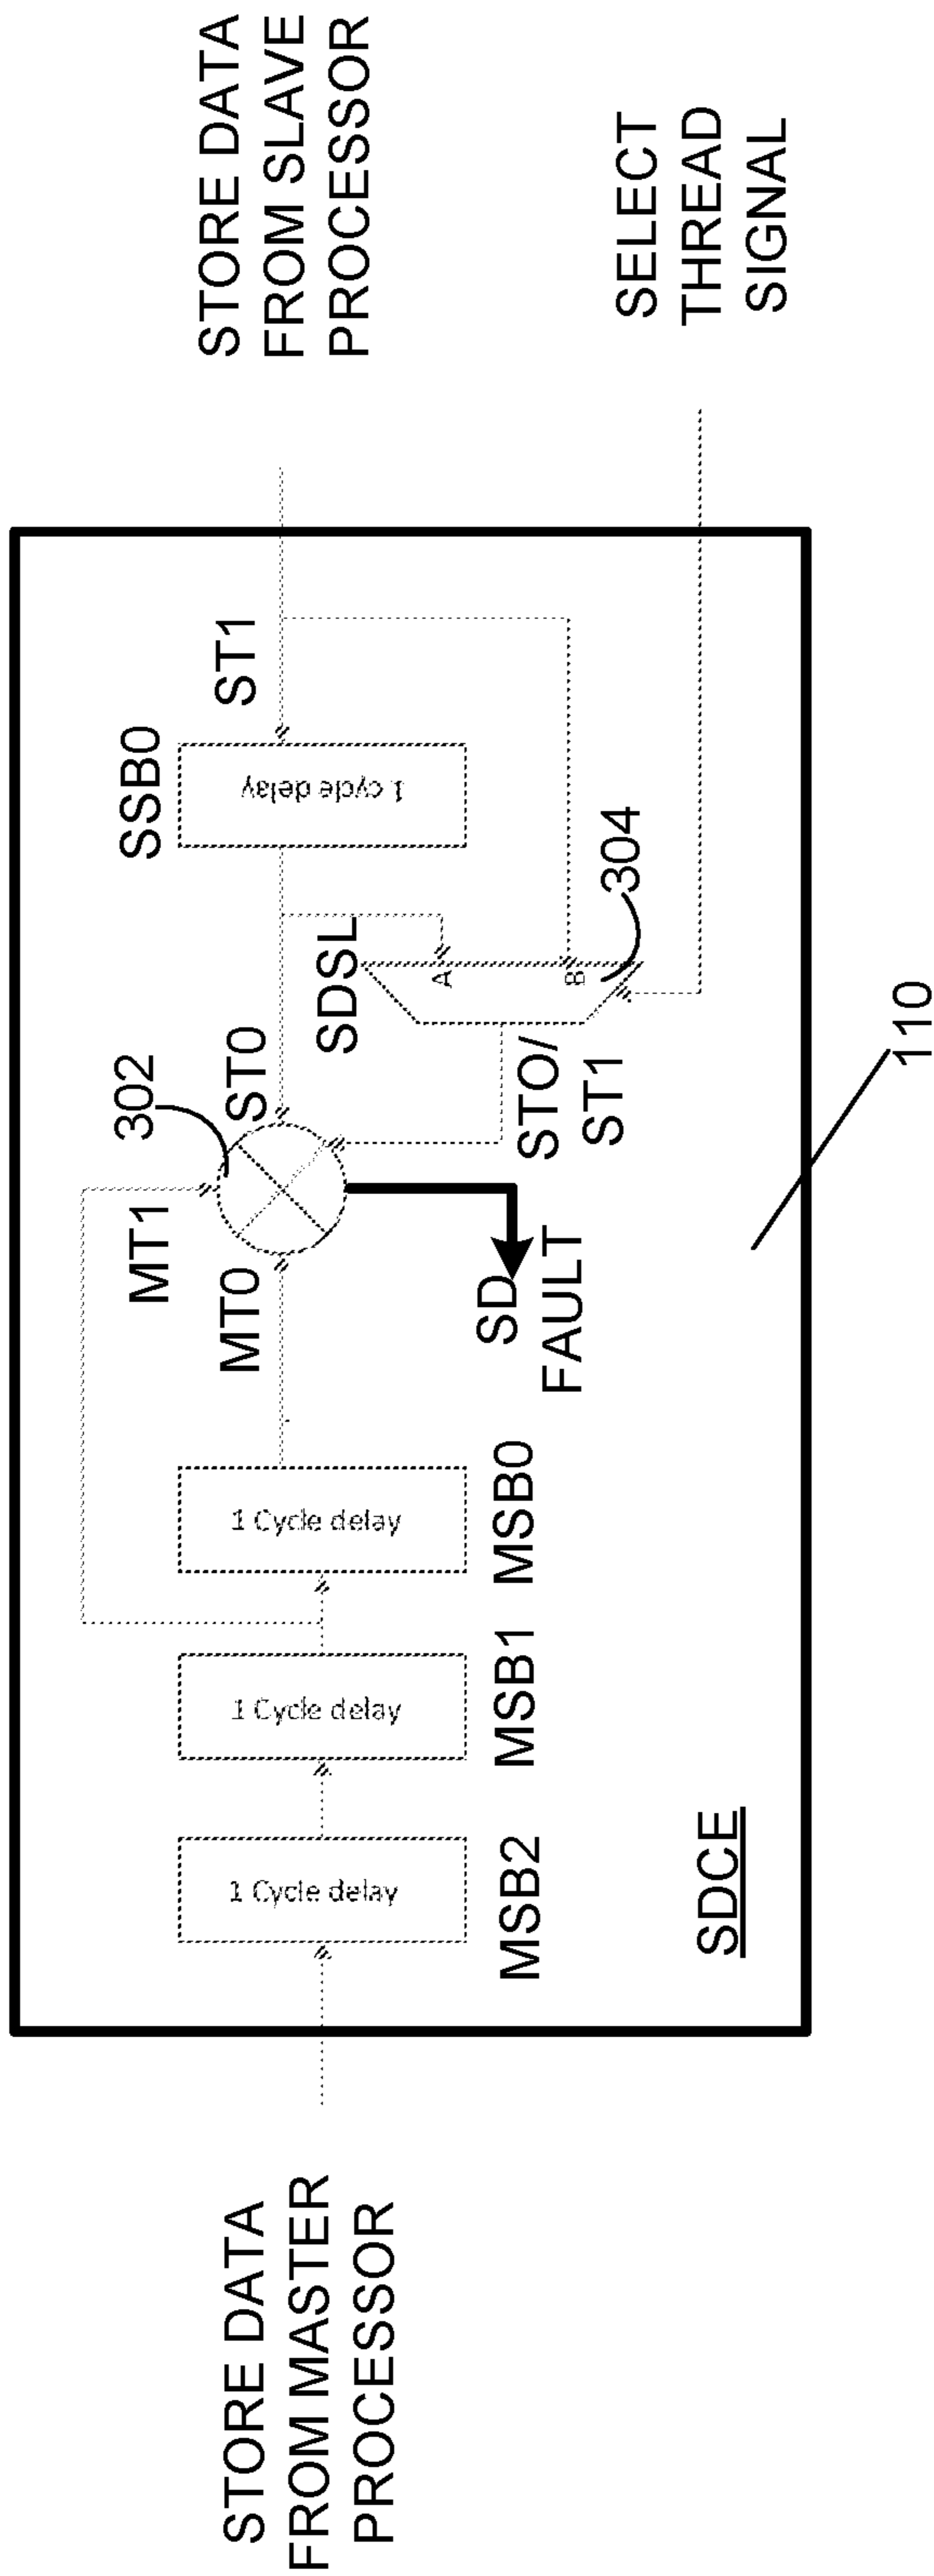 STORE DATA
FROM MASTER
PROCESSOR
1 Cycle delay
MSB2
1 Cycle delay
MSB1
1 Cycle delay
MSB0
MT1
MT0
302
ST0
SD
FAULT
STO/
ST1
SDSL
A
B
304
SSB0
1 cycle delay
ST1
SDCE
110
STORE DATA
FROM SLAVE
PROCESSOR
SELECT
THREAD
SIGNAL